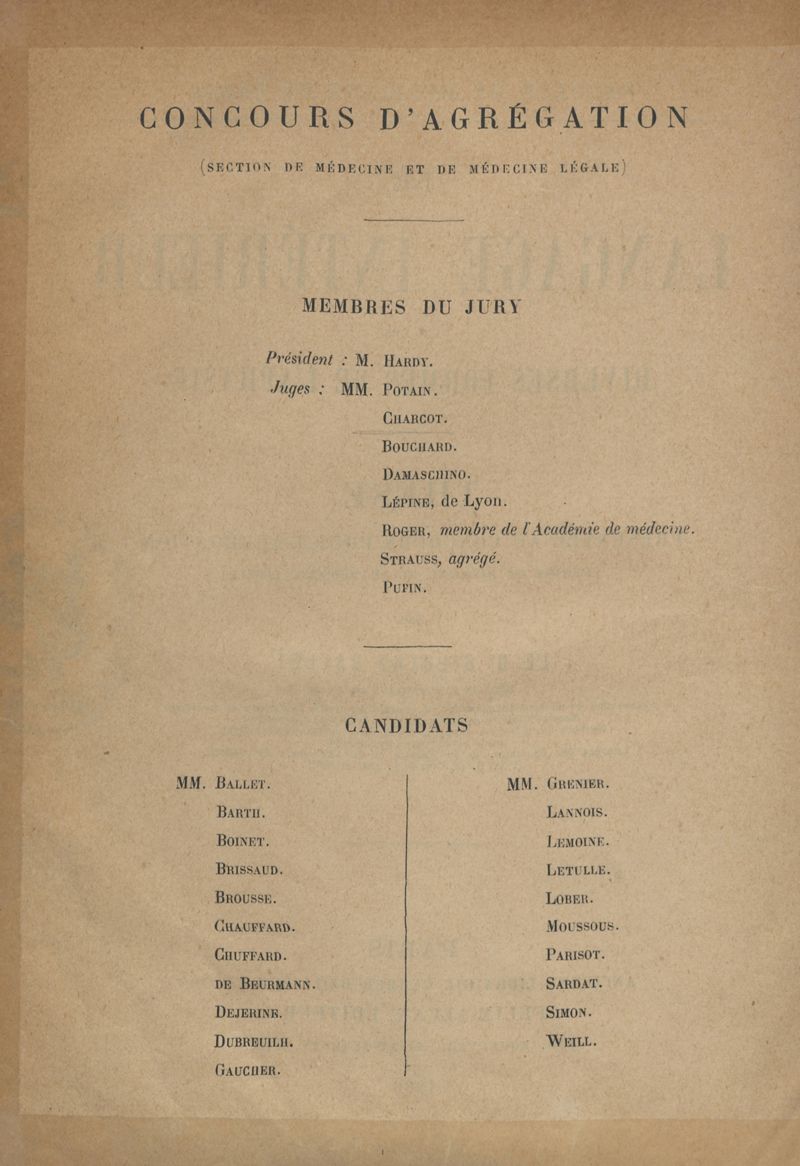 CONCOURS D'AGRÉGATION
(SECTION DE MÉDECINE ET DE MÉDECINE LÉGALE)
MEMBRES DU JURY
Président : M. HARDY.
Juges : MM. POTAIN.
CHARCOT.
BOUCHARD.
DAMASCHINO.
LÉPINE, de Lyon.
ROGER, membre de l'Académie de médecine.
STRAUSS, agrégé.
PUFIN.
CANDIDATS
MM. BALLET.
BARTH.
BOINET.
BRISSAUD.
BROUSSE.
CHAUFFARD.
CHUFFARD.
DE BEURMANN.
DEJERINE.
DUBREUILH.
GAUCHER.
MM. GRENIER.
LANNOIS.
LEMOINE.
LETULLE.
LOBER.
MOUSSOUS.
PARISOT.
SARDAT.
SIMON.
WEILL.